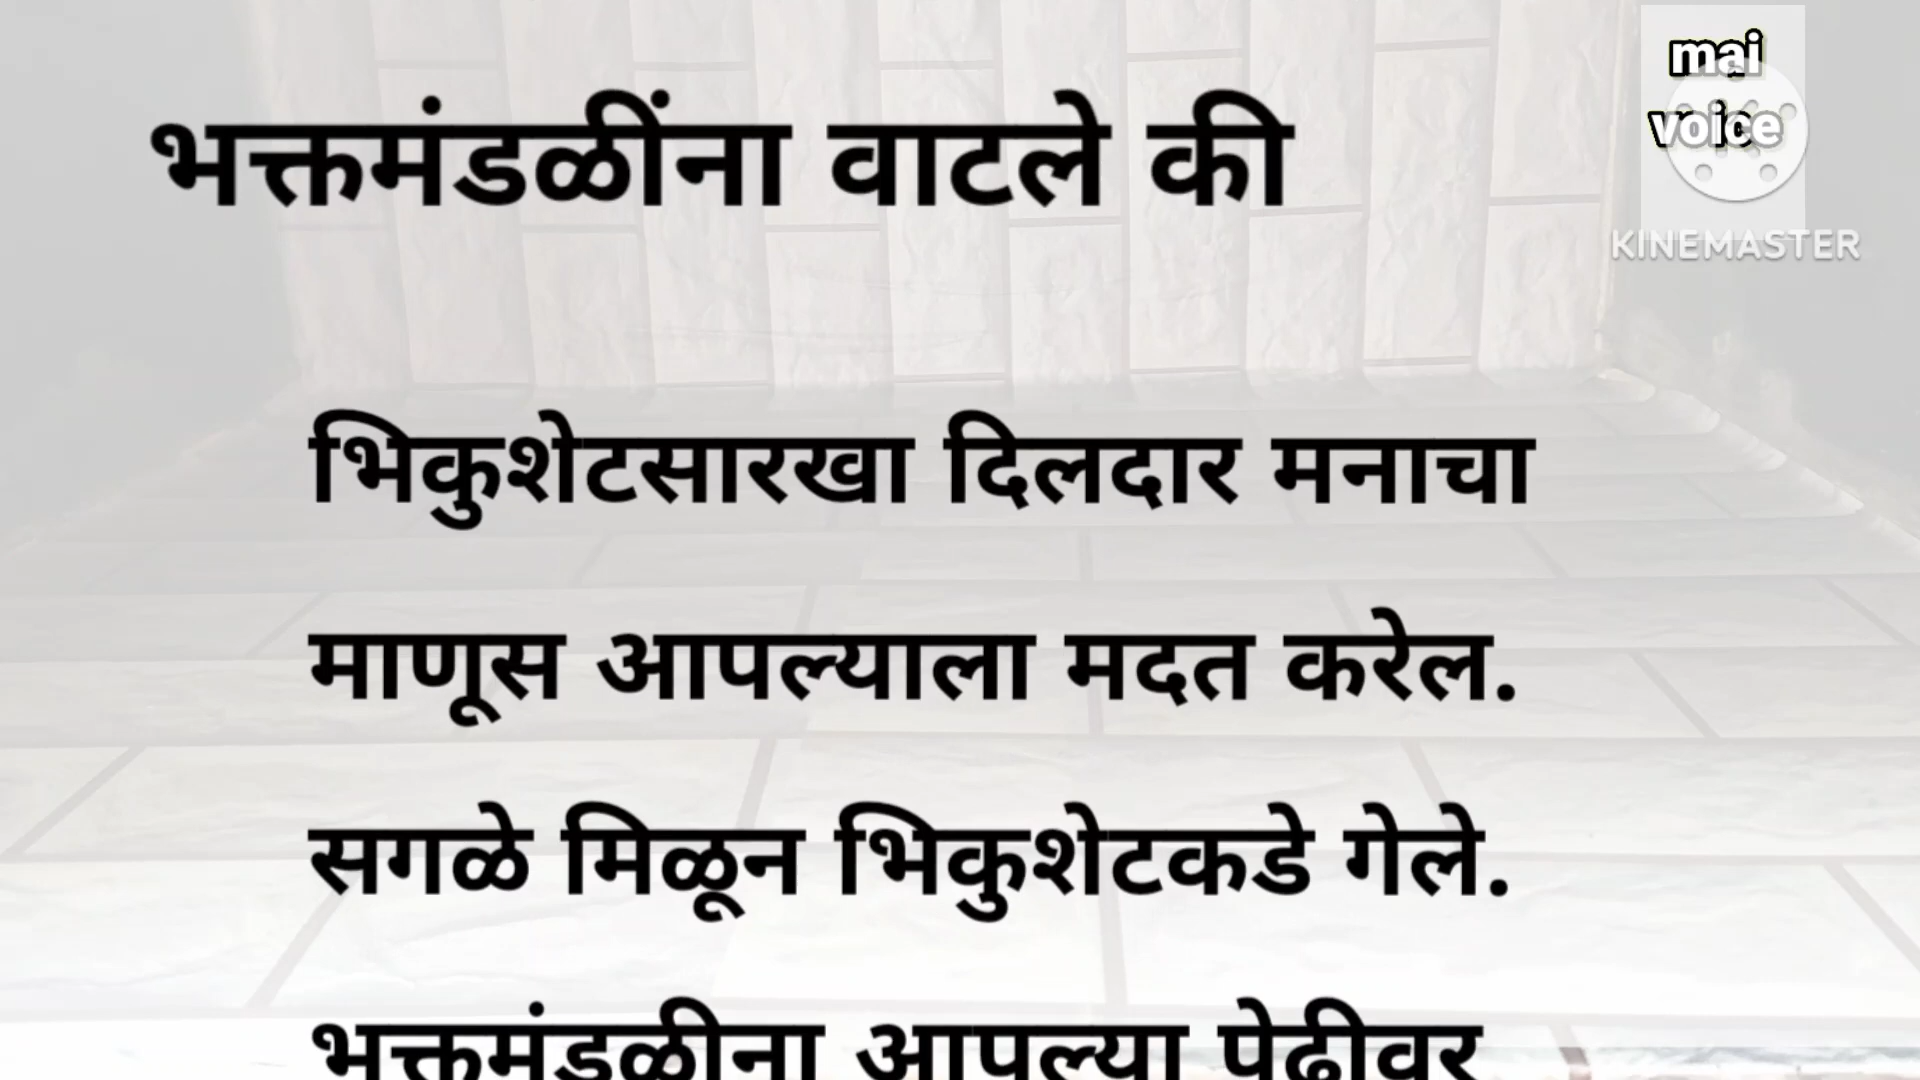 भक्तमंडळींना वाटले की
भिकुशेटसारखा दिलदार मनाचा
माणूस आपल्याला मदत करेल.
सगळे मिळून भिकुशेटकडे गेले.
भक्तमंडळीना आपल्या पेढीवर
mai
voice
KINEMASTER